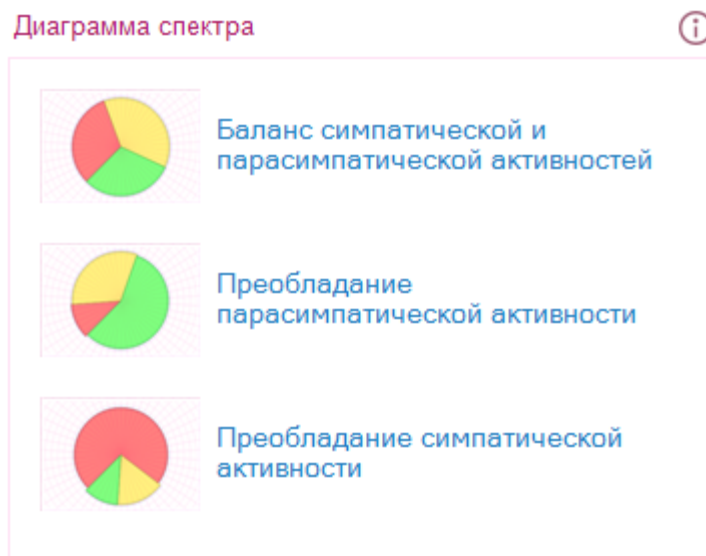 Диаграмма спектра
Баланс симпатической и
парасимпатической активностей
Преобладание
парасимпатической активности
Преобладание симпатической
активности